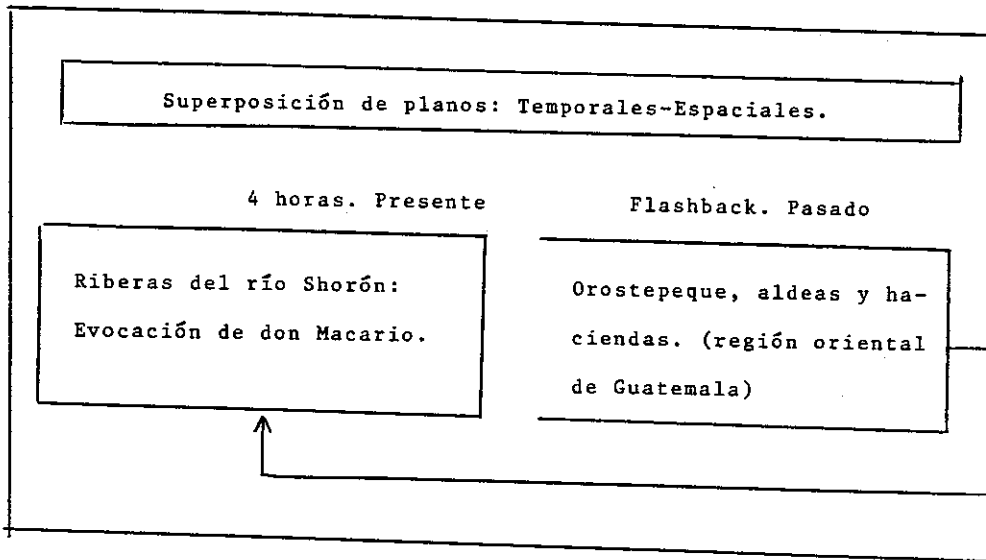 Superposición de planos: Temporales-Espaciales.
4 horas. Presente
Flashback. Pasado
Riberas del río Shorón:
Evocación de don Macario.
Orostepeque, aldeas y ha-
ciendas. (región oriental
de Guatemala)